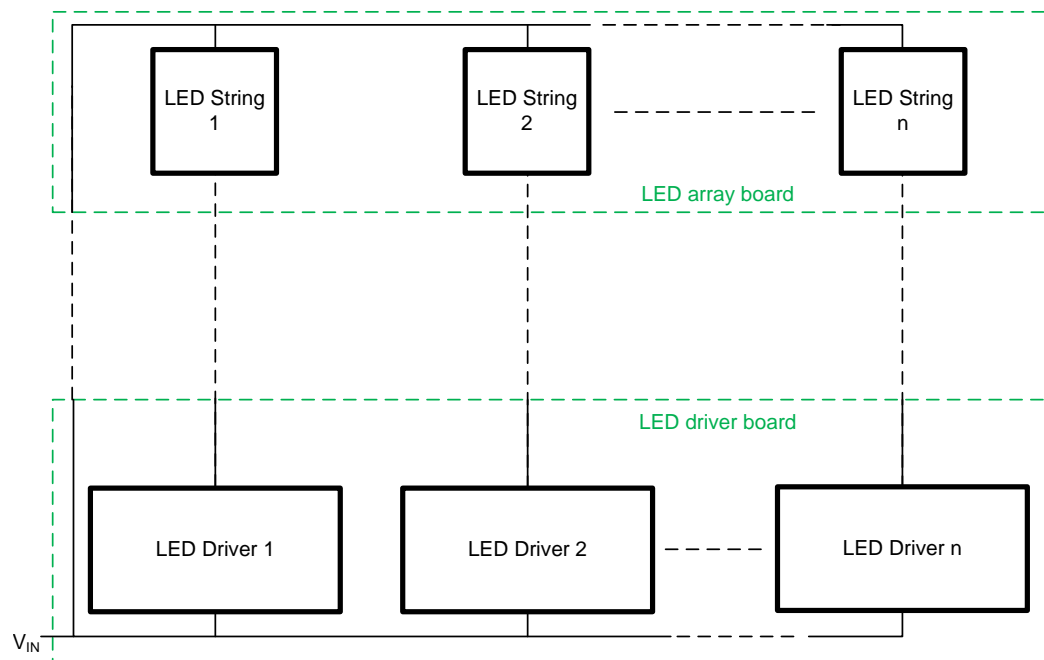 LED String
1
LED String
2
LED String
n
LED array board
LED driver board
LED Driver 1
LED Driver 2
LED Driver n
VIN